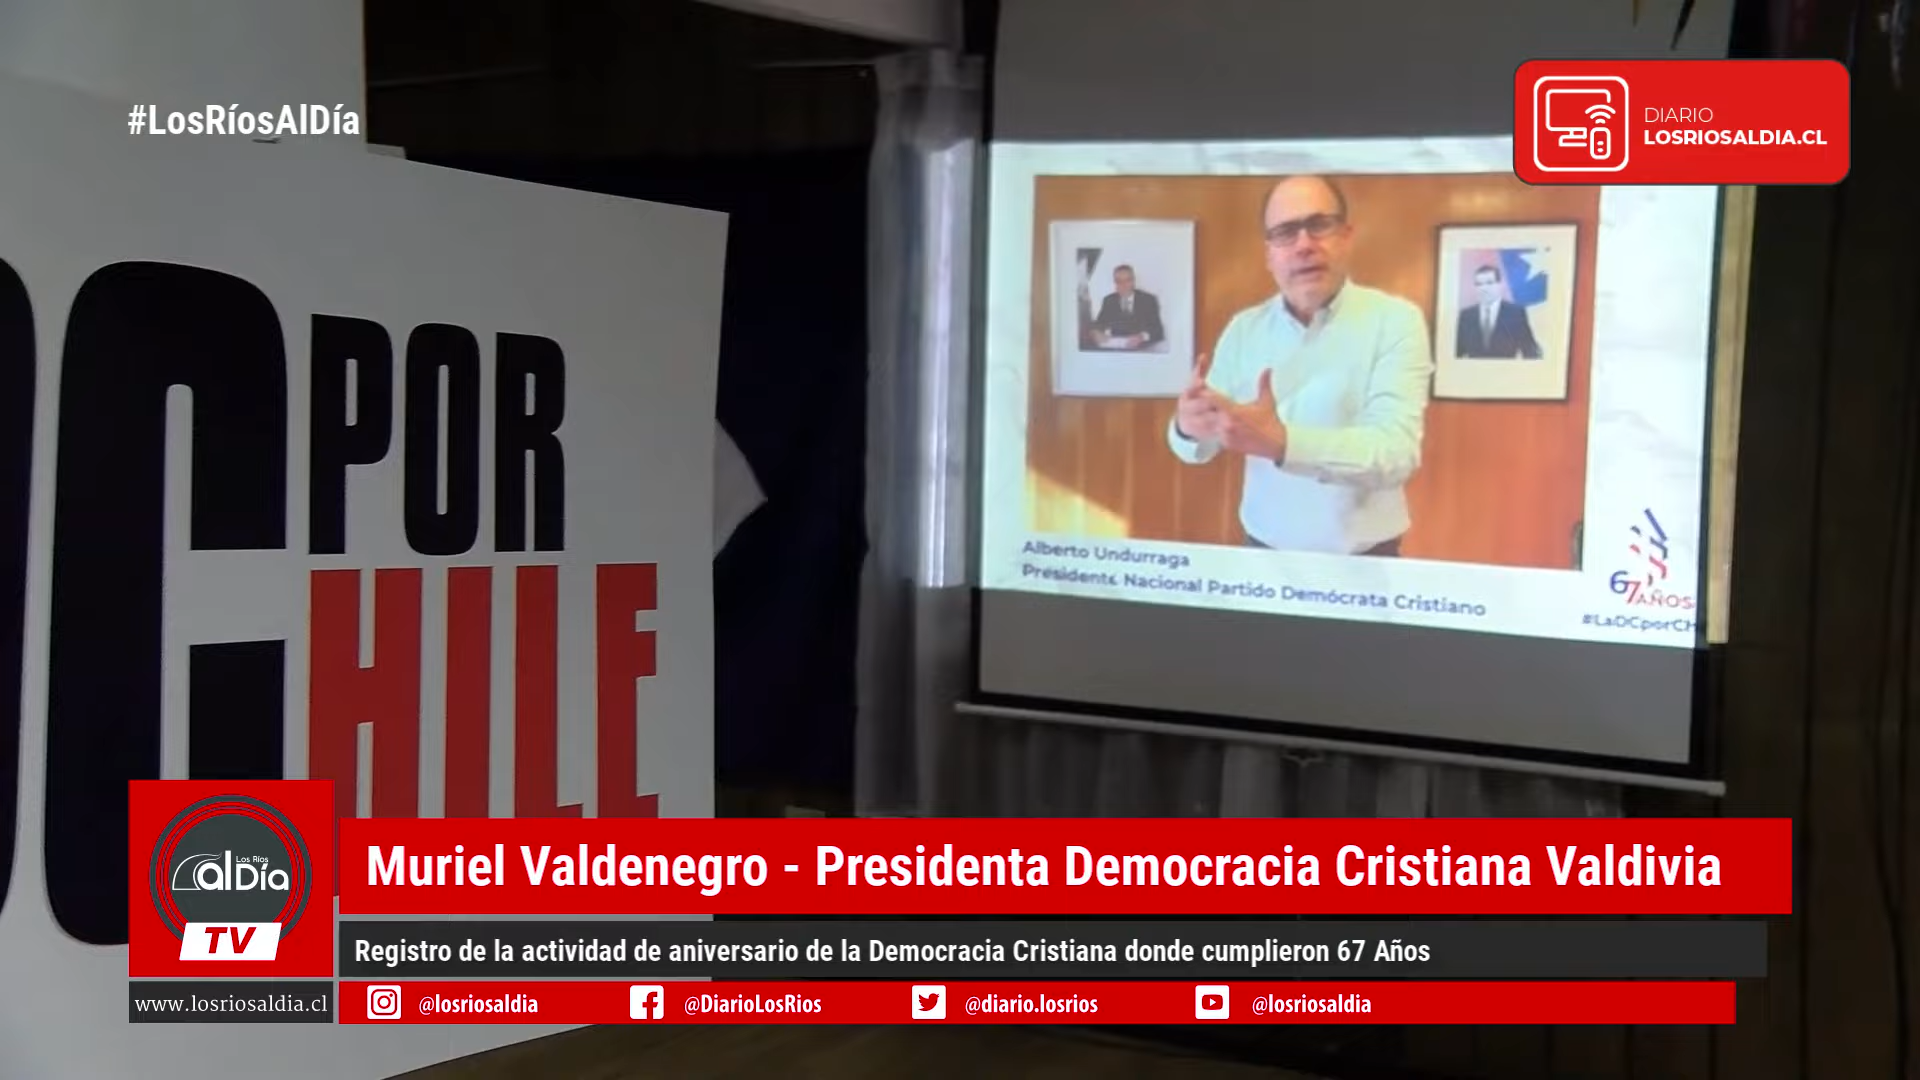 #LosRíosAlDía
DIARIO
LOSRIOSALDIA.CL
C
POR
HILE
Alberto Undurraga
Presidente Nacional Partido Demócrata Cristiano
67 AÑOS
#LaDCporCH
Los Ríos
alDía
TV
Muriel Valdenegro - Presidenta Democracia Cristiana Valdivia
Registro de la actividad de aniversario de la Democracia Cristiana donde cumplieron 67 Años
www.losriosaldia.cl
@losriosaldia
@DiarioLosRios
@diario.losrios
@losriosaldia